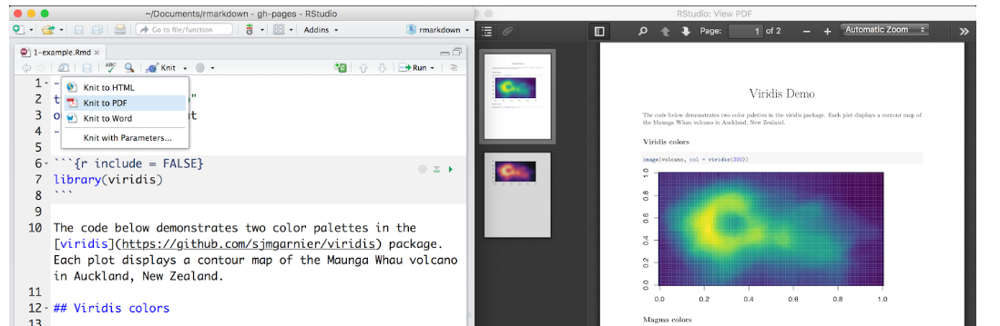 ~/Documents/rmarkdown - gh-pages - RStudio
Go to file/function
Addins
rmarkdown
1-example.Rmd
ABC
Knit
Run
Knit to HTML
Knit to PDF
Knit to Word
Knit with Parameters...
1 -
2 t "
3 o t
4 -
5
6 ```{r include = FALSE}
7 library(viridis)
8 ```
9
10 The code below demonstrates two color palettes in the
[viridis](https://github.com/sjmgarnier/viridis) package.
Each plot displays a contour map of the Maunga Whau volcano
in Auckland, New Zealand.
11
12 ## Viridis colors
13
RStudio: View PDF
Page: 1 of 2
Automatic Zoom
Viridis Demo
The code below demonstrates two color palettes in the viridis package. Each plot displays a contour map of
the Maunga Whau volcano in Auckland, New Zealand.
Viridis colors
image(volcano, col = viridis(200))
1.0
0.8
0.6
0.4
0.2
0.0
0.0 0.2 0.4 0.6 0.8 1.0
Magma colors